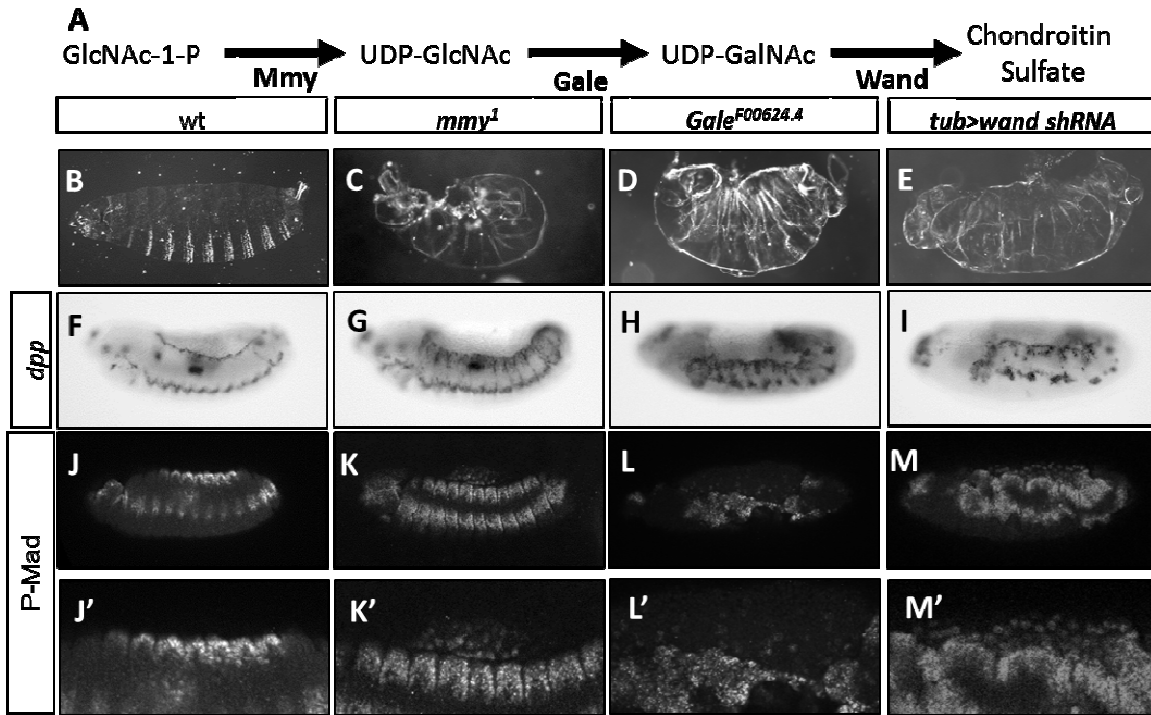 A
GlcNAc-1-P UDP-GlcNAc UDP-GalNAc Chondroitin
Sulfate
Mmy Gale Wand
wt mmy1 GaleF00624.4 tub>wand shRNA
B C D E
dpp
F G H I
P-Mad
J K L M
J’ K’ L’ M’